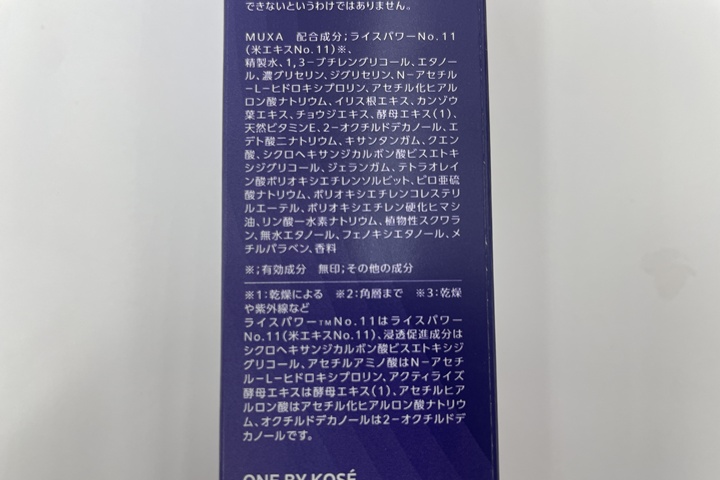 できないというわけではありません。
MUXA 配合成分;ライスパワーNo.11
(米エキスNo.11)※、
精製水、1,3−ブチレングリコール、エタノー
ル、濃グリセリン、ジグリセリン、N−アセチル
−L−ヒドロキシプロリン、アセチル化ヒアル
ロン酸ナトリウム、イリス根エキス、カンゾウ
葉エキス、チョウジエキス、酵母エキス(1)、
天然ビタミンE、2−オクチルドデカノール、エ
デト酸二ナトリウム、キサンタンガム、クエン
酸、シクロヘキサンジカルボン酸ビスエトキ
シジグリコール、ジェランガム、テトラオレイ
ン酸ポリオキシエチレンソルビット、ピロ亜硫
酸ナトリウム、ポリオキシエチレンコレステリ
ルエーテル、ポリオキシエチレン硬化ヒマシ
油、リン酸一水素ナトリウム、植物性スクワラ
ン、無水エタノール、フェノキシエタノール、メ
チルパラベン、香料
※;有効成分 無印;その他の成分
※1:乾燥による ※2:角層まで ※3:乾燥
や紫外線など
ライスパワー™No.11はライスパワー
No.11(米エキスNo.11)、浸透促進成分は
シクロヘキサンジカルボン酸ビスエトキシジ
グリコール、アセチルアミノ酸はN−アセチ
ル−L−ヒドロキシプロリン、アクティライズ
酵母エキスは酵母エキス(1)、アセチルヒア
ルロン酸はアセチル化ヒアルロン酸ナトリウ
ム、オクチルドデカノールは2−オクチルドデ
カノールです。
ONE BY KOSÉ